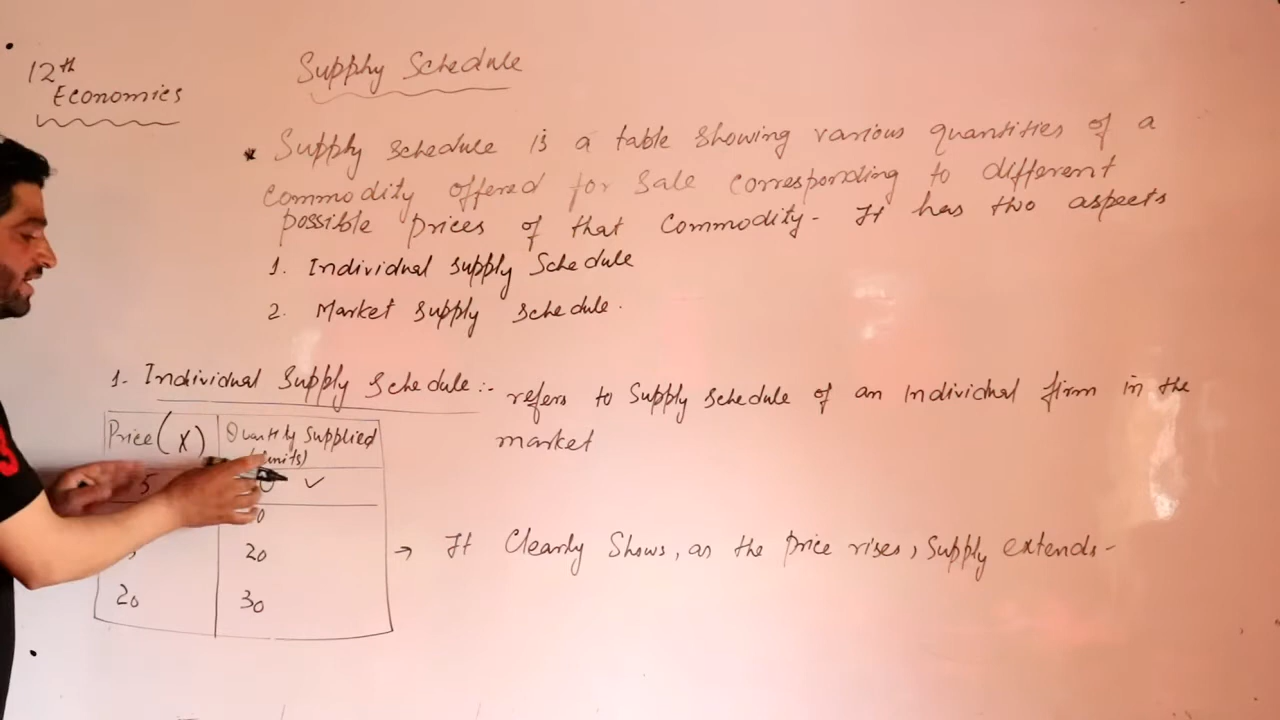 12th
Economics
Supply Schedule
* Supply schedule is a table showing various quantities of a
commodity offered for sale corresponding to different
possible prices of that commodity. It has two aspects
1. Individual supply Schedule
2. Market supply schedule.
1. Individual Supply Schedule :- refers to supply schedule of an individual firm in the
market
Price (X) Quantity Supplied
(units)
5 0 ✓
20
→ It Clearly Shows, as the price rises, supply extends-
20 30